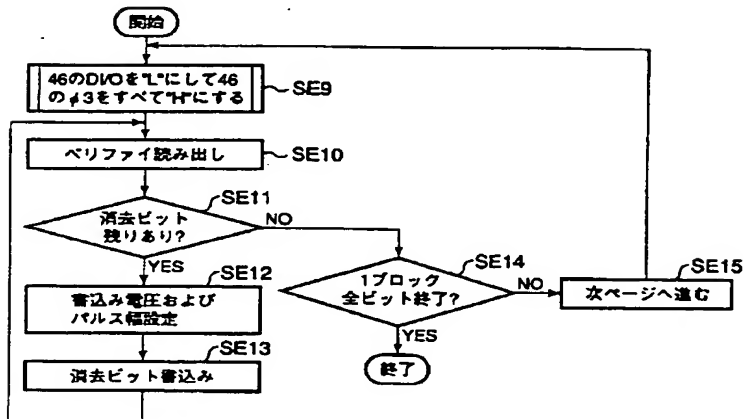 開始
46のDI/Oを"L"にして46
のφ3をすべて"H"にする
SE9
ベリファイ読み出し
SE10
SE11
消去ビット
残りあり?
NO
YES
SE12
書込み電圧および
パルス幅設定
SE13
消去ビット書込み
SE14
1ブロック
全ビット終了?
NO
YES
終了
SE15
次ページへ進む